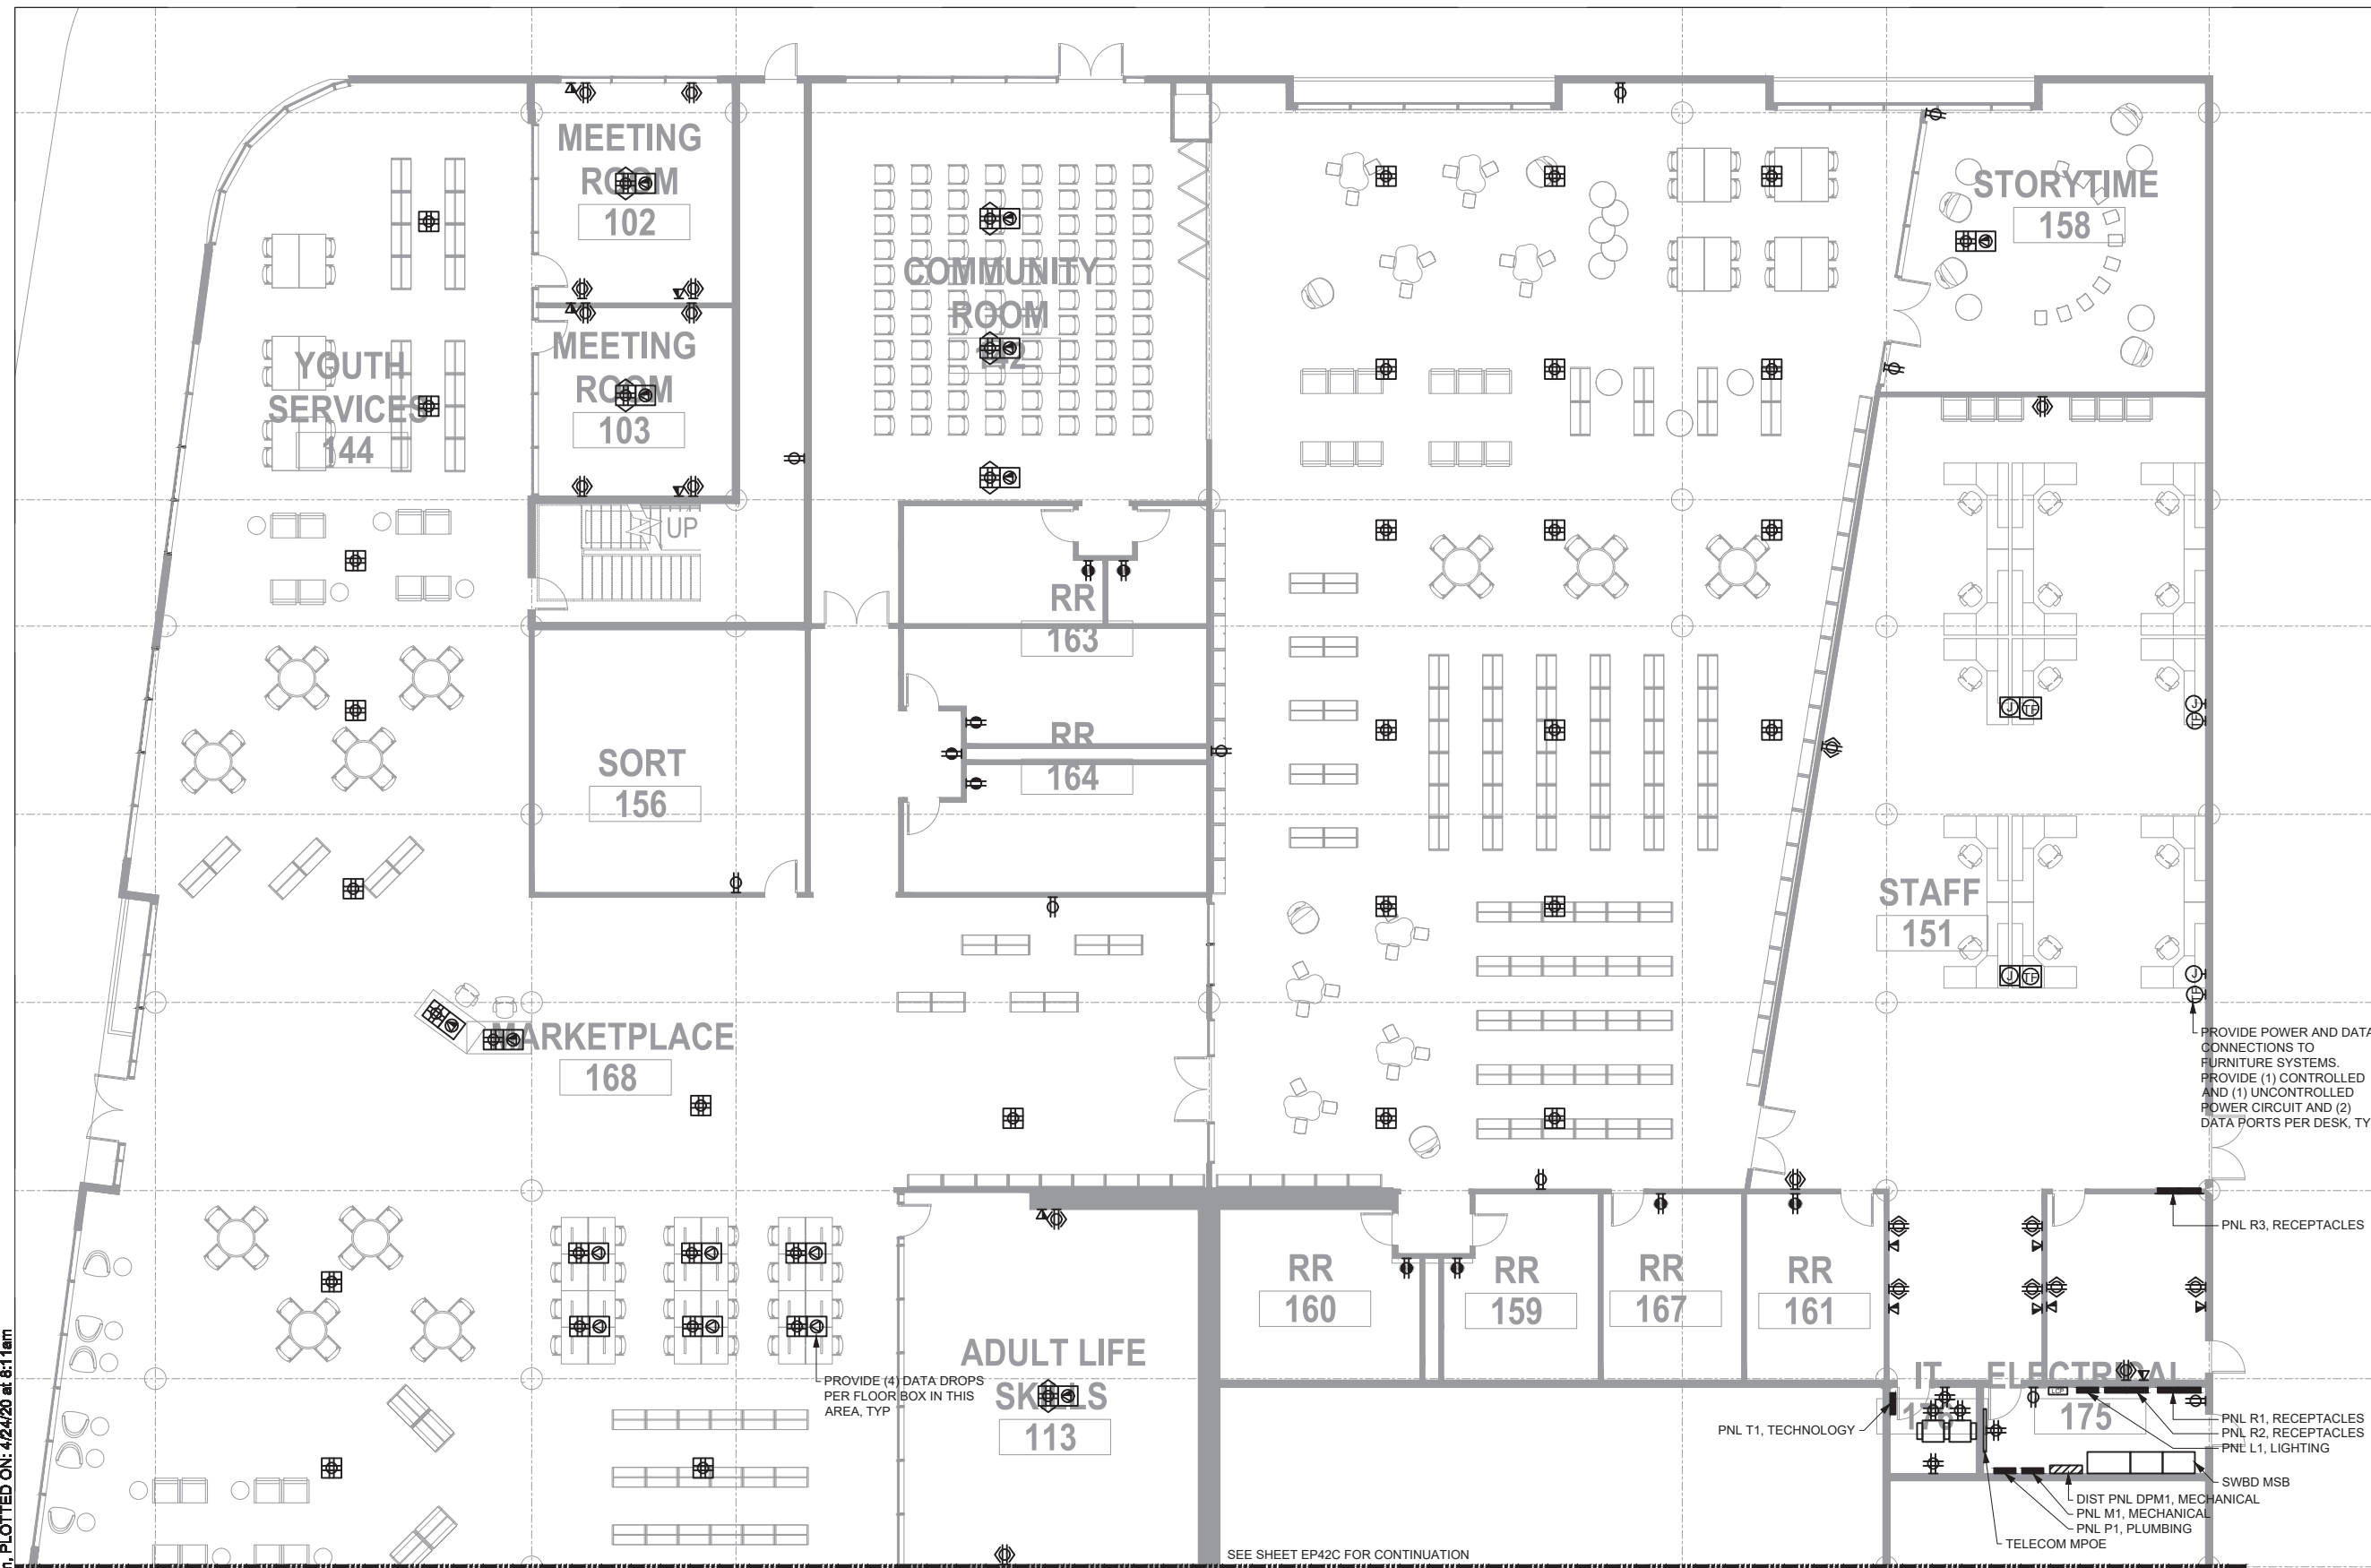 MEETING
ROOM
102
STORYTIME
158
COMMUNITY
ROOM
142
YOUTH
SERVICES
144
MEETING
ROOM
103
UP
RR
163
SORT
156
RR
164
STAFF
151
MARKETPLACE
168
PROVIDE POWER AND DATA
CONNECTIONS TO
FURNITURE SYSTEMS.
PROVIDE (1) CONTROLLED
AND (1) UNCONTROLLED
POWER CIRCUIT AND (2)
DATA PORTS PER DESK, TY
J TF
J
TF
J TF
J
TF
PNL R3, RECEPTACLES
RR
160
RR
159
RR
167
RR
161
ADULT LIFE
SKILLS
113
PROVIDE (4) DATA DROPS
PER FLOOR BOX IN THIS
AREA, TYP
IT
ELECTRICAL
175
PNL T1, TECHNOLOGY
PNL R1, RECEPTACLES
PNL R2, RECEPTACLES
PNL L1, LIGHTING
SWBD MSB
DIST PNL DPM1, MECHANICAL
PNL M1, MECHANICAL
PNL P1, PLUMBING
TELECOM MPOE
SEE SHEET EP42C FOR CONTINUATION
PLOTTED ON: 4/24/20 at 8:11am